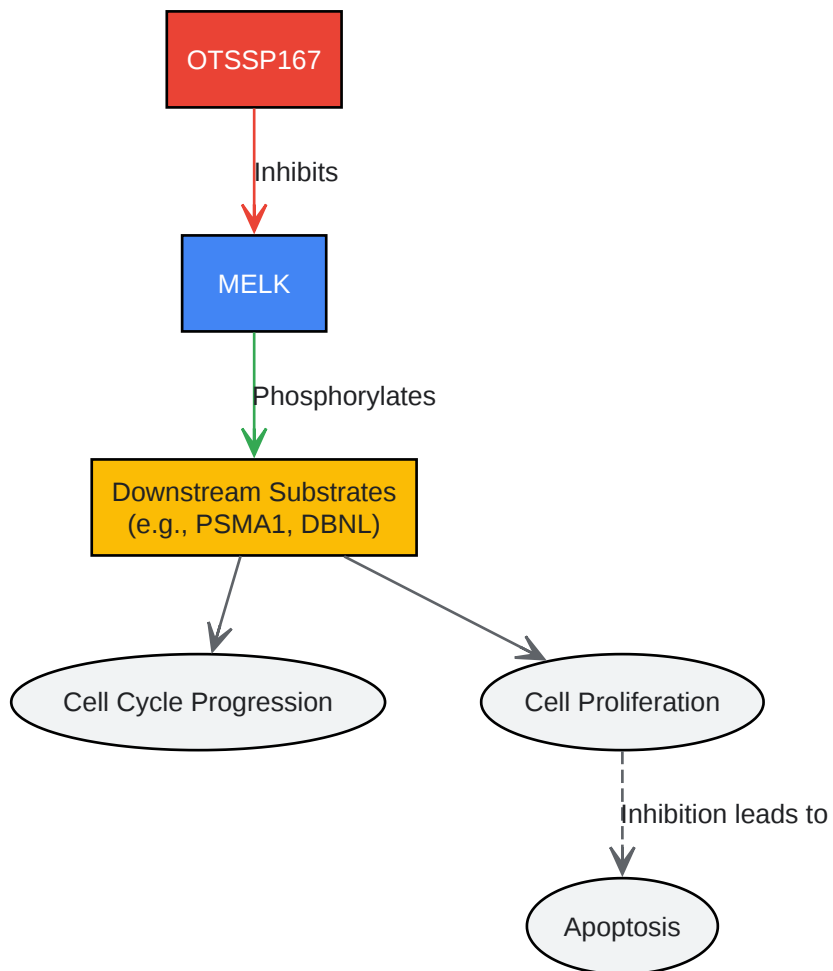 OTSSP167
Inhibits
MELK
Phosphorylates
Downstream Substrates
(e.g., PSMA1, DBNL)
Cell Cycle Progression
Cell Proliferation
Inhibition leads to
Apoptosis